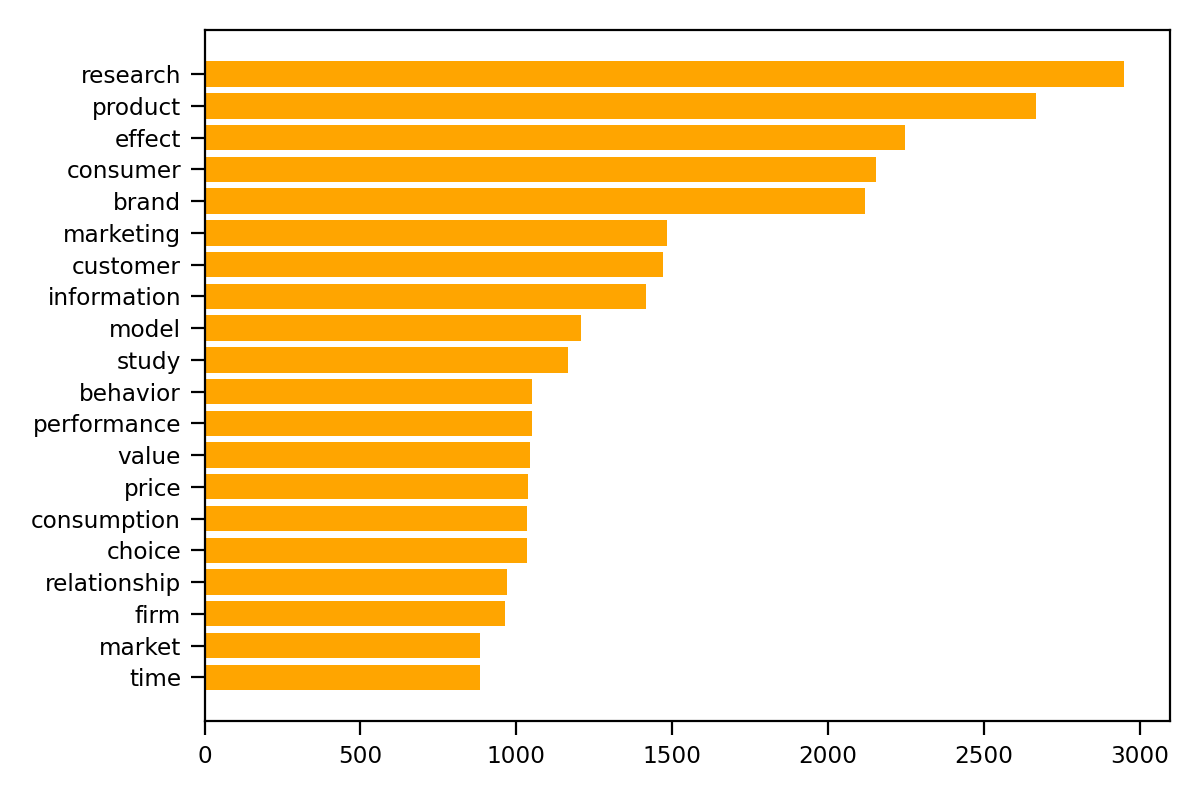 research
product
effect
consumer
brand
marketing
customer
information
model
study
behavior
performance
value
price
consumption
choice
relationship
firm
market
time
0 500 1000 1500 2000 2500 3000